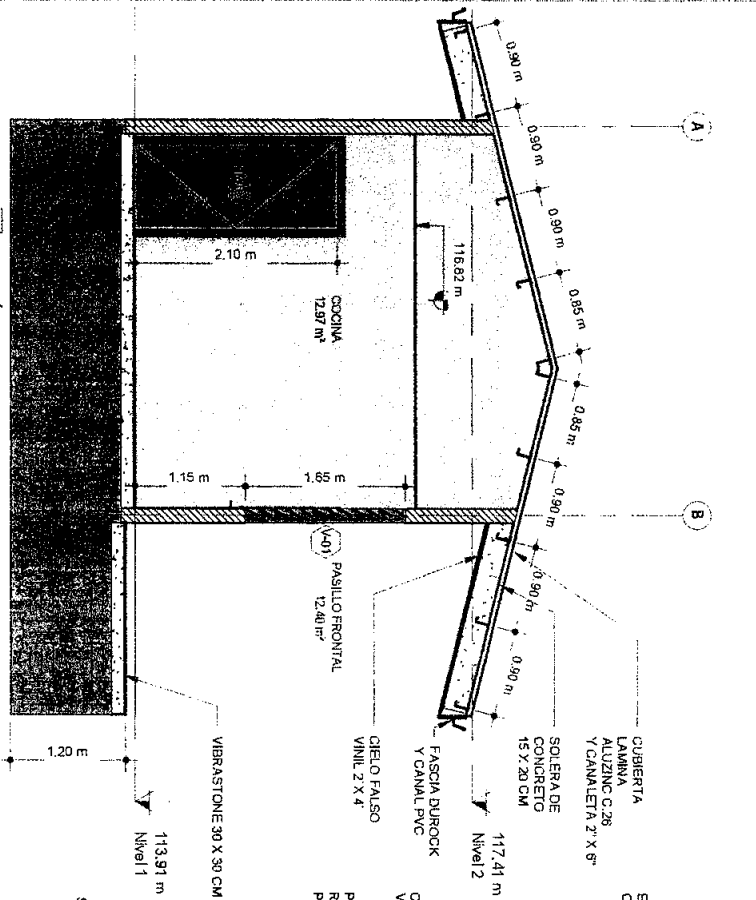 0.90 m
0.90 m
0.90 m
0.85 m
0.85 m
0.90 m
0.90 m
0.90 m
A
B
116.82 m
2.10 m
COCINA
12.97 m²
1.15 m
1.65 m
V-01
PASILLO FRONTAL
12.40 m²
1.20 m
CUBIERTA
LAMINA
ALUZINC C.26
Y CANALETA 2" X 6"
SOLERA DE
CONCRETO
15 X 20 CM
FASCIA DUROCK
Y CANAL PVC
CIELO FALSO
VINIL 2' X 4'
VIBRASTONE 30 X 30 CM
117.41 m
Nivel 2
113.91 m
Nivel 1